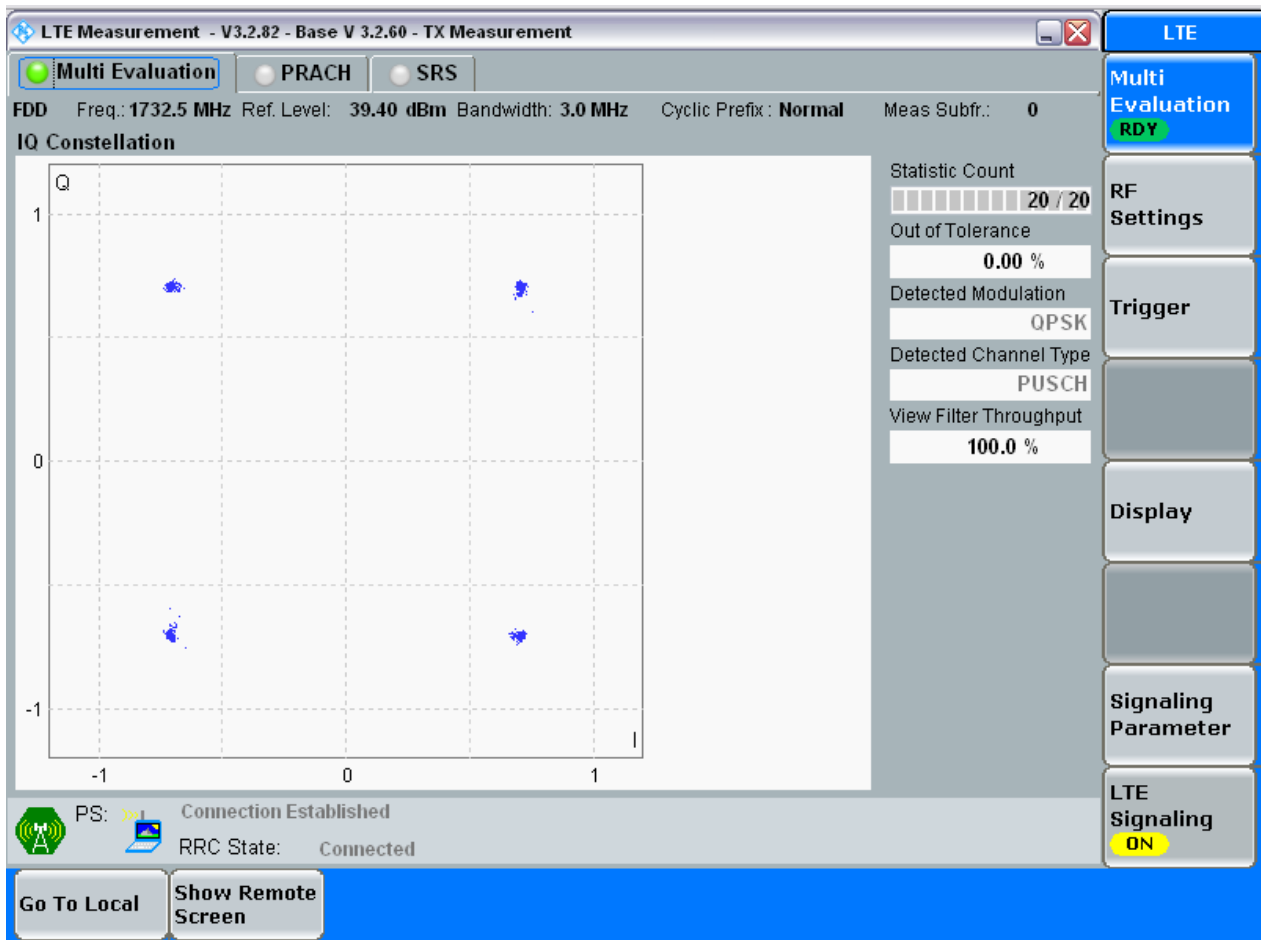 LTE Measurement - V3.2.82 - Base V 3.2.60 - TX Measurement
LTE
Multi Evaluation PRACH SRS
FDD Freq.: 1732.5 MHz Ref. Level: 39.40 dBm Bandwidth: 3.0 MHz Cyclic Prefix : Normal Meas Subfr.: 0
IQ Constellation
Q
1
0
-1
I
-1 0 1
Statistic Count
20 / 20
Out of Tolerance
0.00 %
Detected Modulation
QPSK
Detected Channel Type
PUSCH
View Filter Throughput
100.0 %
Multi
Evaluation
RDY
RF
Settings
Trigger
Display
Signaling
Parameter
LTE
Signaling
ON
PS: Connection Established
RRC State: Connected
Go To Local
Show Remote
Screen